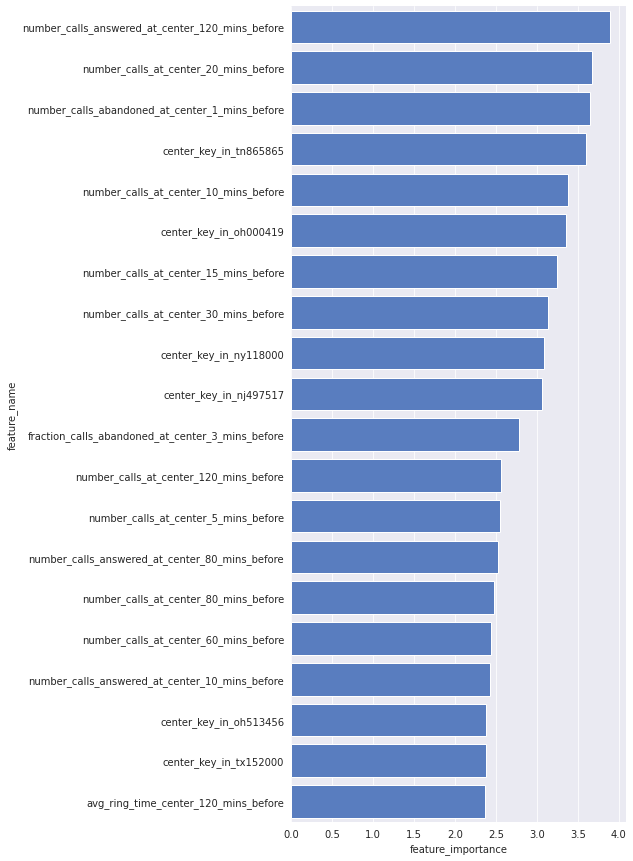 number_calls_answered_at_center_120_mins_before
number_calls_at_center_20_mins_before
number_calls_abandoned_at_center_1_mins_before
center_key_in_tn865865
number_calls_at_center_10_mins_before
center_key_in_oh000419
number_calls_at_center_15_mins_before
number_calls_at_center_30_mins_before
center_key_in_ny118000
center_key_in_nj497517
fraction_calls_abandoned_at_center_3_mins_before
number_calls_at_center_120_mins_before
number_calls_at_center_5_mins_before
number_calls_answered_at_center_80_mins_before
number_calls_at_center_80_mins_before
number_calls_at_center_60_mins_before
number_calls_answered_at_center_10_mins_before
center_key_in_oh513456
center_key_in_tx152000
avg_ring_time_center_120_mins_before
feature_name
0.0 0.5 1.0 1.5 2.0 2.5 3.0 3.5 4.0
feature_importance